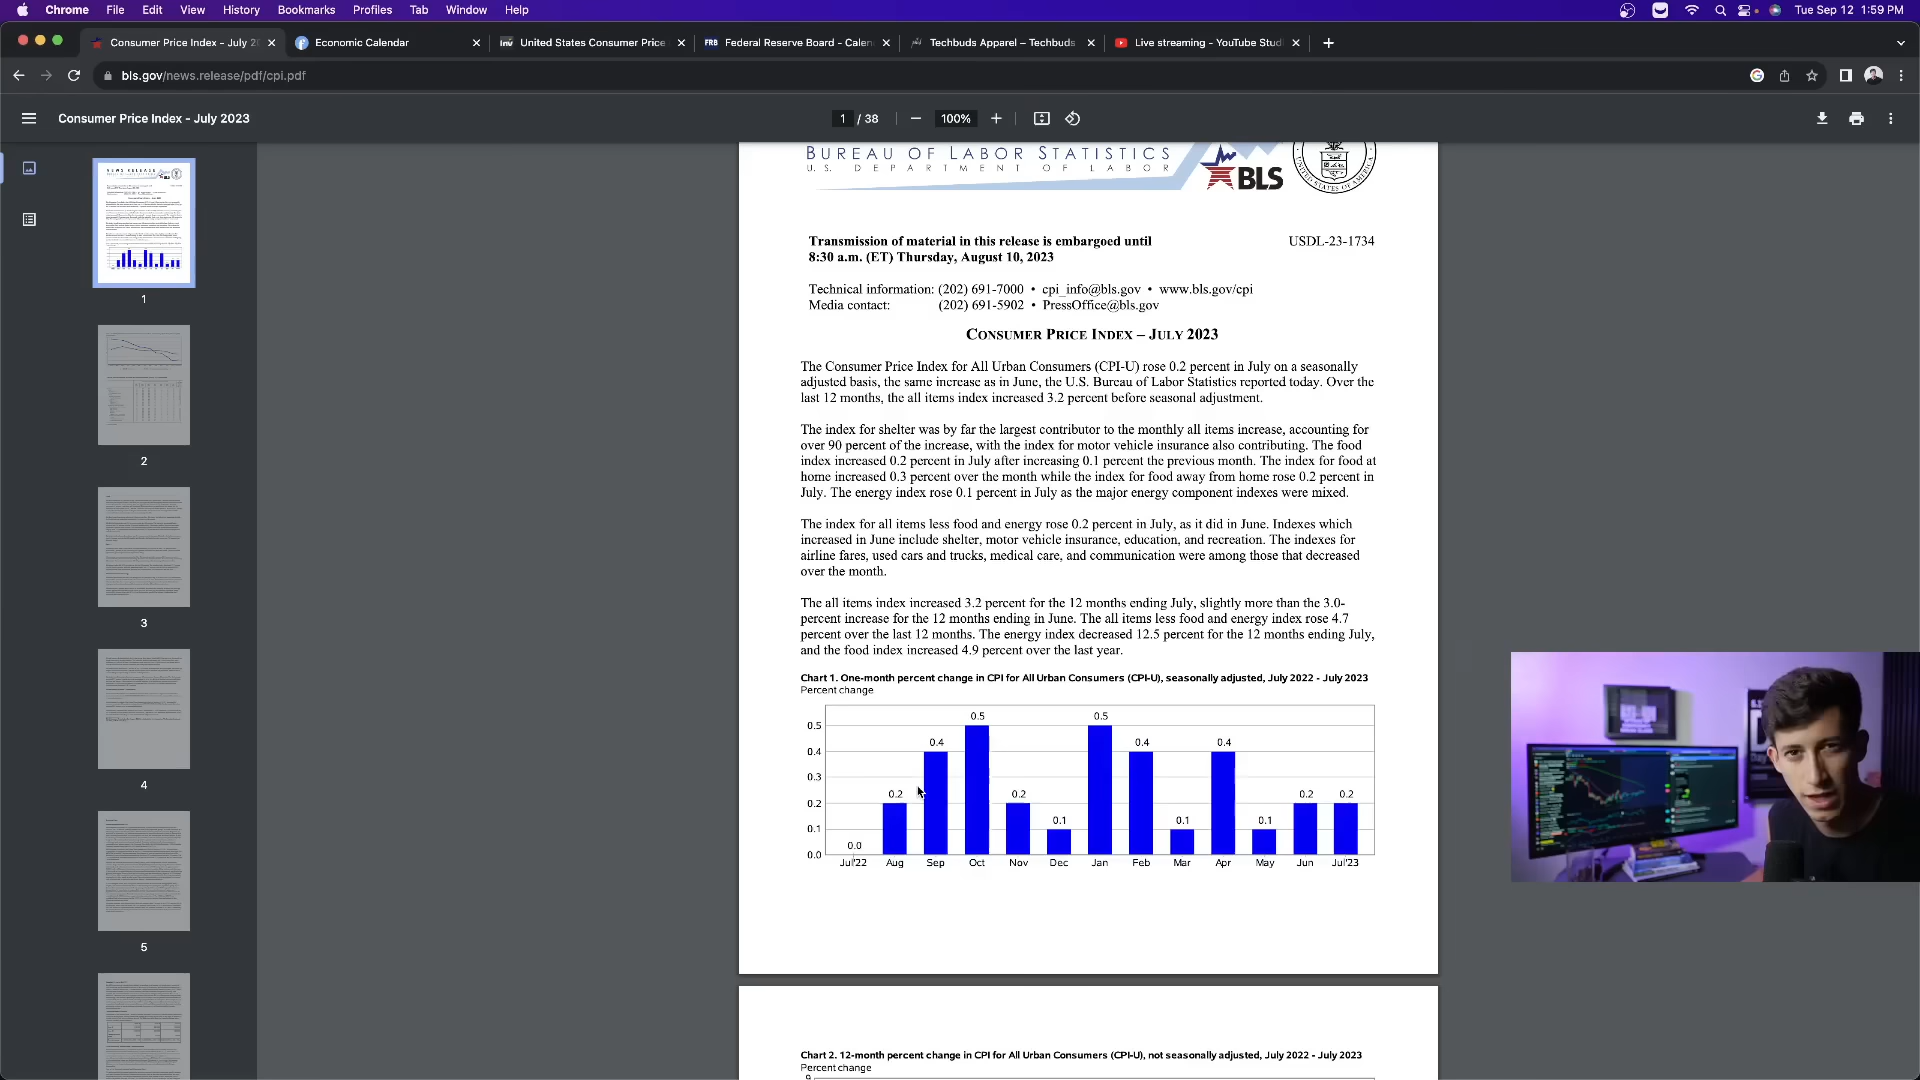 Chrome File Edit View History Bookmarks Profiles Tab Window Help Tue Sep 12 1:59 PM
Consumer Price Index - July 20 Economic Calendar United States Consumer Price FRB Federal Reserve Board - Calen Techbuds Apparel – Techbuds Live streaming - YouTube Stud
bls.gov/news.release/pdf/cpi.pdf
Consumer Price Index - July 2023 1 / 38 100%
BUREAU OF LABOR STATISTICS
U.S. DEPARTMENT OF LABOR
BLS
UNITED STATES OF AMERICA
Transmission of material in this release is embargoed until USDL-23-1734
8:30 a.m. (ET) Thursday, August 10, 2023
Technical information: (202) 691-7000 • cpi_info@bls.gov • www.bls.gov/cpi
Media contact: (202) 691-5902 • PressOffice@bls.gov
CONSUMER PRICE INDEX – JULY 2023
The Consumer Price Index for All Urban Consumers (CPI-U) rose 0.2 percent in July on a seasonally
adjusted basis, the same increase as in June, the U.S. Bureau of Labor Statistics reported today. Over the
last 12 months, the all items index increased 3.2 percent before seasonal adjustment.
The index for shelter was by far the largest contributor to the monthly all items increase, accounting for
over 90 percent of the increase, with the index for motor vehicle insurance also contributing. The food
index increased 0.2 percent in July after increasing 0.1 percent the previous month. The index for food at
home increased 0.3 percent over the month while the index for food away from home rose 0.2 percent in
July. The energy index rose 0.1 percent in July as the major energy component indexes were mixed.
The index for all items less food and energy rose 0.2 percent in July, as it did in June. Indexes which
increased in June include shelter, motor vehicle insurance, education, and recreation. The indexes for
airline fares, used cars and trucks, medical care, and communication were among those that decreased
over the month.
The all items index increased 3.2 percent for the 12 months ending July, slightly more than the 3.0-
percent increase for the 12 months ending in June. The all items less food and energy index rose 4.7
percent over the last 12 months. The energy index decreased 12.5 percent for the 12 months ending July,
and the food index increased 4.9 percent over the last year.
Chart 1. One-month percent change in CPI for All Urban Consumers (CPI-U), seasonally adjusted, July 2022 - July 2023
Percent change
0.5 0.5
0.5
0.4 0.4 0.4
0.4
0.3
0.2 0.2 0.2 0.2
0.2
0.1 0.1 0.1
0.1
0.0
0.0
Jul'22 Aug Sep Oct Nov Dec Jan Feb Mar Apr May Jun Jul'23
Chart 2. 12-month percent change in CPI for All Urban Consumers (CPI-U), not seasonally adjusted, July 2022 - July 2023
Percent change
9
1
2
3
4
5